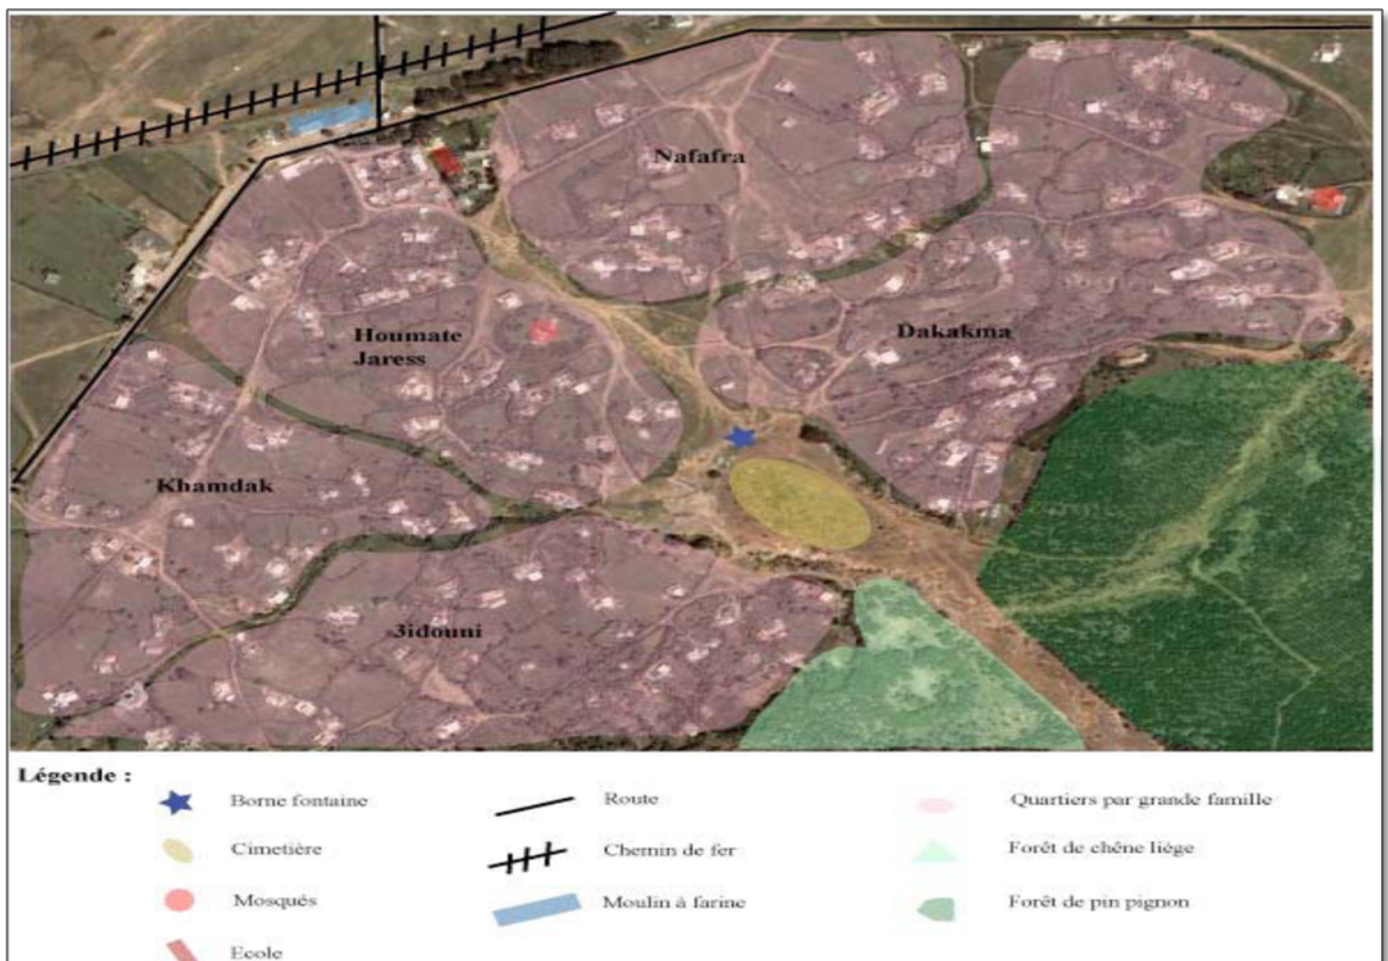 Nafafra
Houmate
Jaress
Dakakma
Khamdak
3idouni
Légende :
Borne fontaine
Route
Quartiers par grande famille
Cimetière
Chemin de fer
Forêt de chêne liège
Mosqués
Moulin à farine
Forêt de pin pignon
Ecole